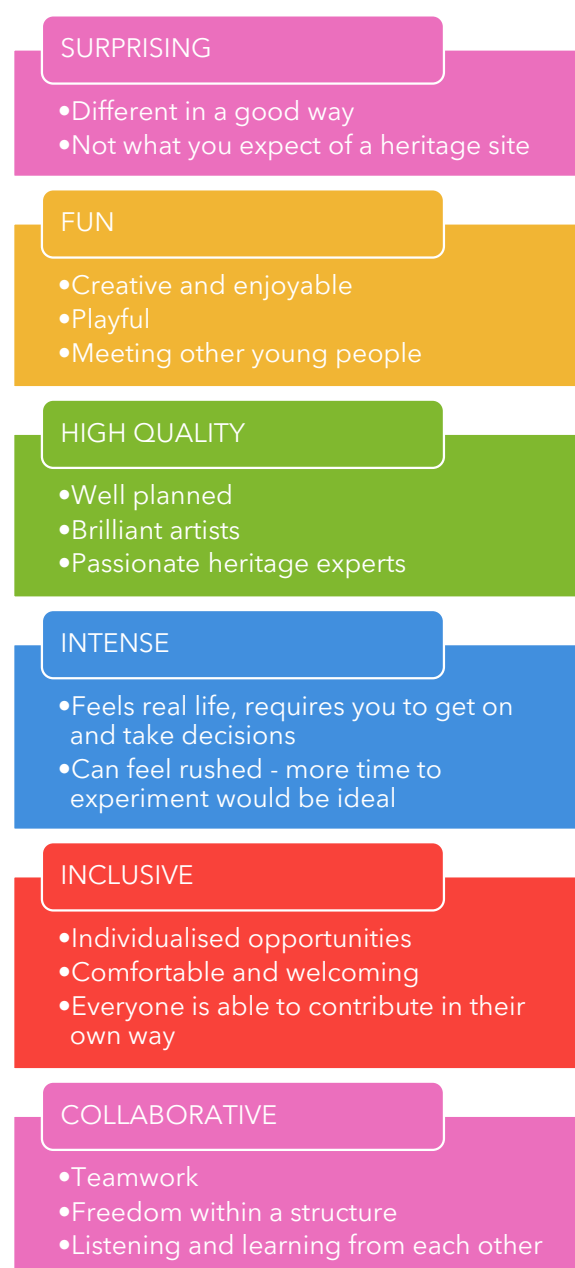 SURPRISING
•Different in a good way
•Not what you expect of a heritage site
FUN
•Creative and enjoyable
•Playful
•Meeting other young people
HIGH QUALITY
•Well planned
•Brilliant artists
•Passionate heritage experts
INTENSE
•Feels real life, requires you to get on
and take decisions
•Can feel rushed - more time to
experiment would be ideal
INCLUSIVE
•Individualised opportunities
•Comfortable and welcoming
•Everyone is able to contribute in their
own way
COLLABORATIVE
•Teamwork
•Freedom within a structure
•Listening and learning from each other